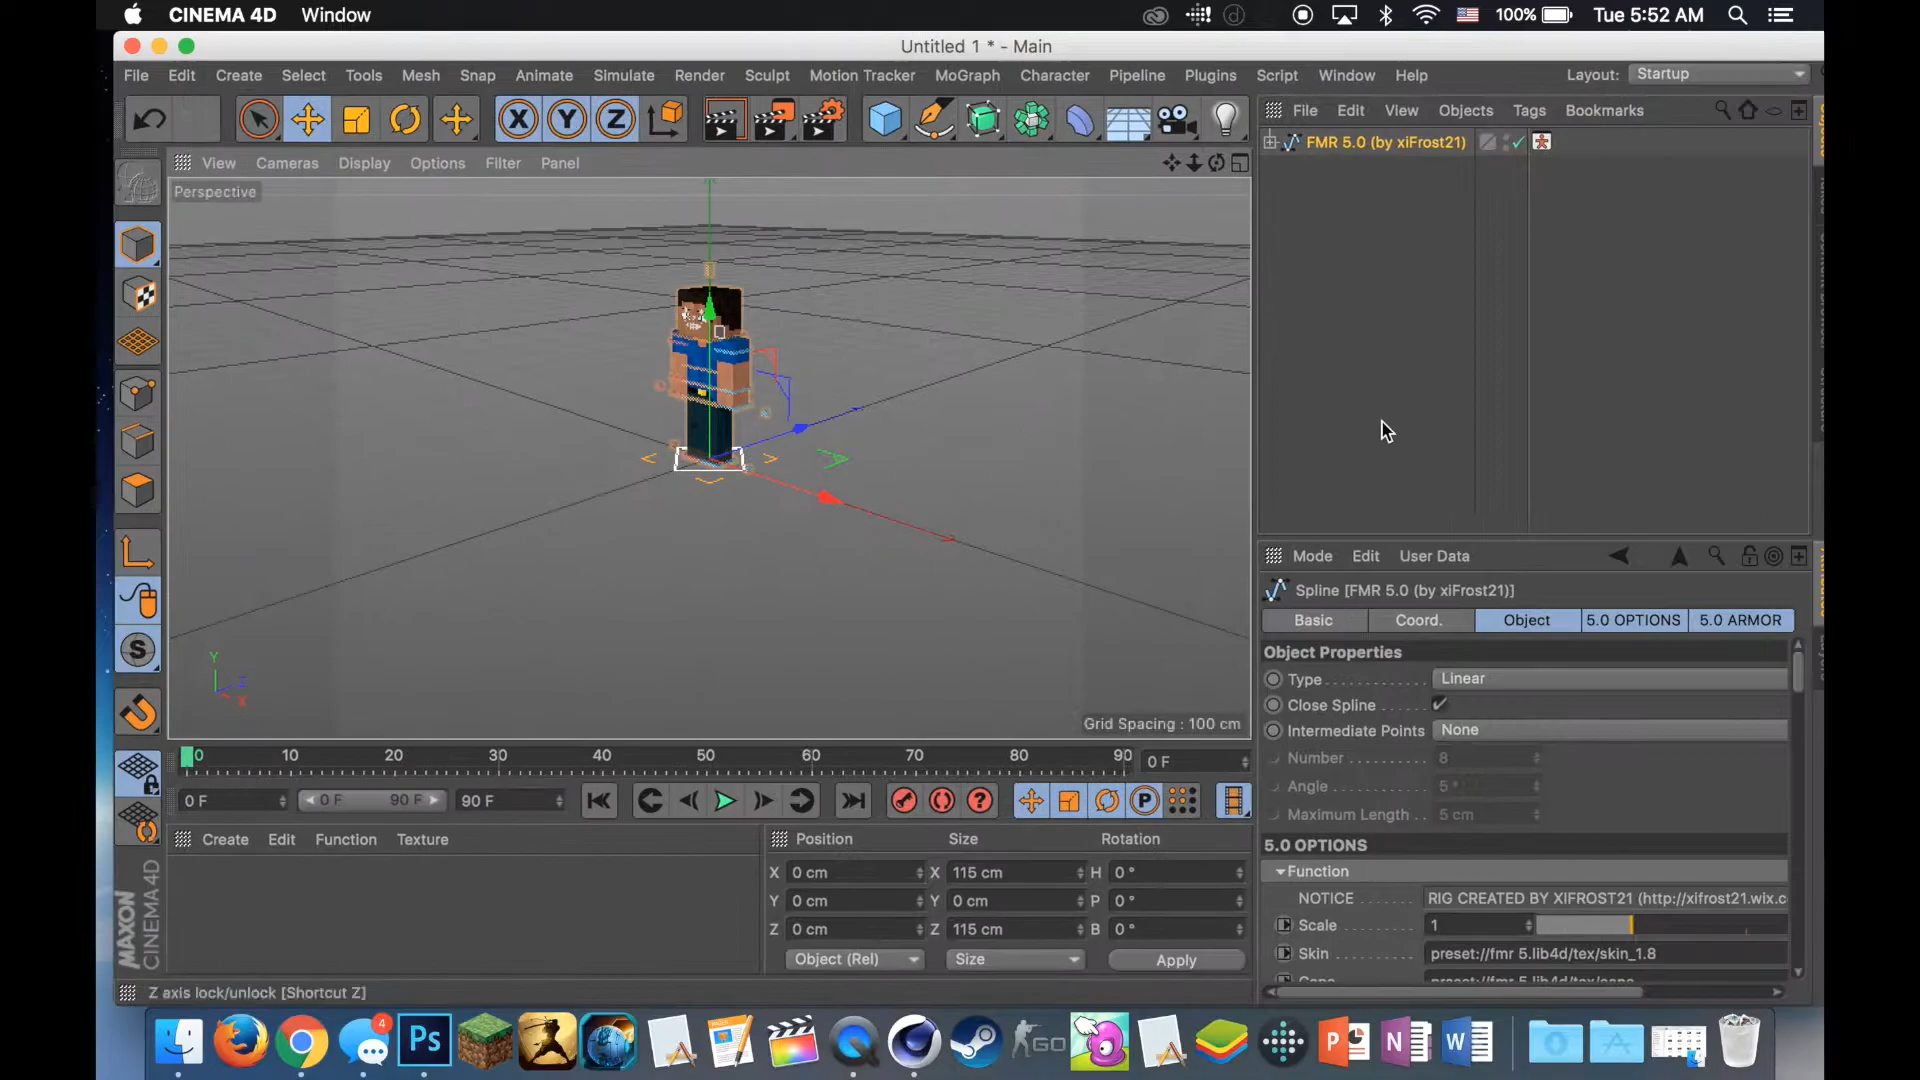 CINEMA 4D Window 100% Tue 5:52 AM
Untitled 1 * - Main
File Edit Create Select Tools Mesh Snap Animate Simulate Render Sculpt Motion Tracker MoGraph Character Pipeline Plugins Script Window Help Layout: Startup
X Y Z
File Edit View Objects Tags Bookmarks
FMR 5.0 (by xiFrost21)
View Cameras Display Options Filter Panel
Perspective
Y
Z
X
Grid Spacing : 100 cm
Mode Edit User Data
Spline [FMR 5.0 (by xiFrost21)]
Basic Coord. Object 5.0 OPTIONS 5.0 ARMOR
Object Properties
Type Linear
Close Spline
Intermediate Points None
Number 8
Angle 5 °
Maximum Length 5 cm
5.0 OPTIONS
Function
NOTICE RIG CREATED BY XIFROST21 (http://xifrost21.wix.c
Scale 1
Skin preset://fmr 5.lib4d/tex/skin_1.8
0 10 20 30 40 50 60 70 80 90 0 F
0 F 0 F 90 F 90 F
P
S
Create Edit Function Texture
Position Size Rotation
X 0 cm X 115 cm H 0 °
Y 0 cm Y 0 cm P 0 °
Z 0 cm Z 115 cm B 0 °
Object (Rel) Size Apply
MAXON
CINEMA 4D
Z axis lock/unlock [Shortcut Z]
4
Ps
GO
P N W